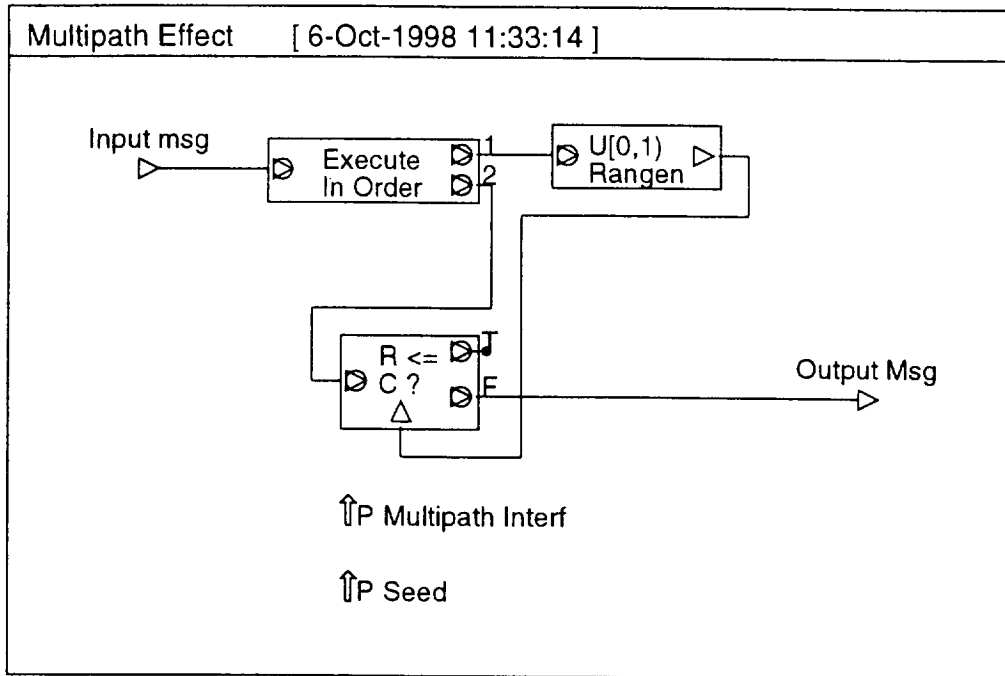 Multipath Effect [ 6-Oct-1998 11:33:14 ]
Input msg
Execute
In Order
1
2
U[0,1)
Rangen
R <=
C ?
T
F
Output Msg
⇑P Multipath Interf
⇑P Seed